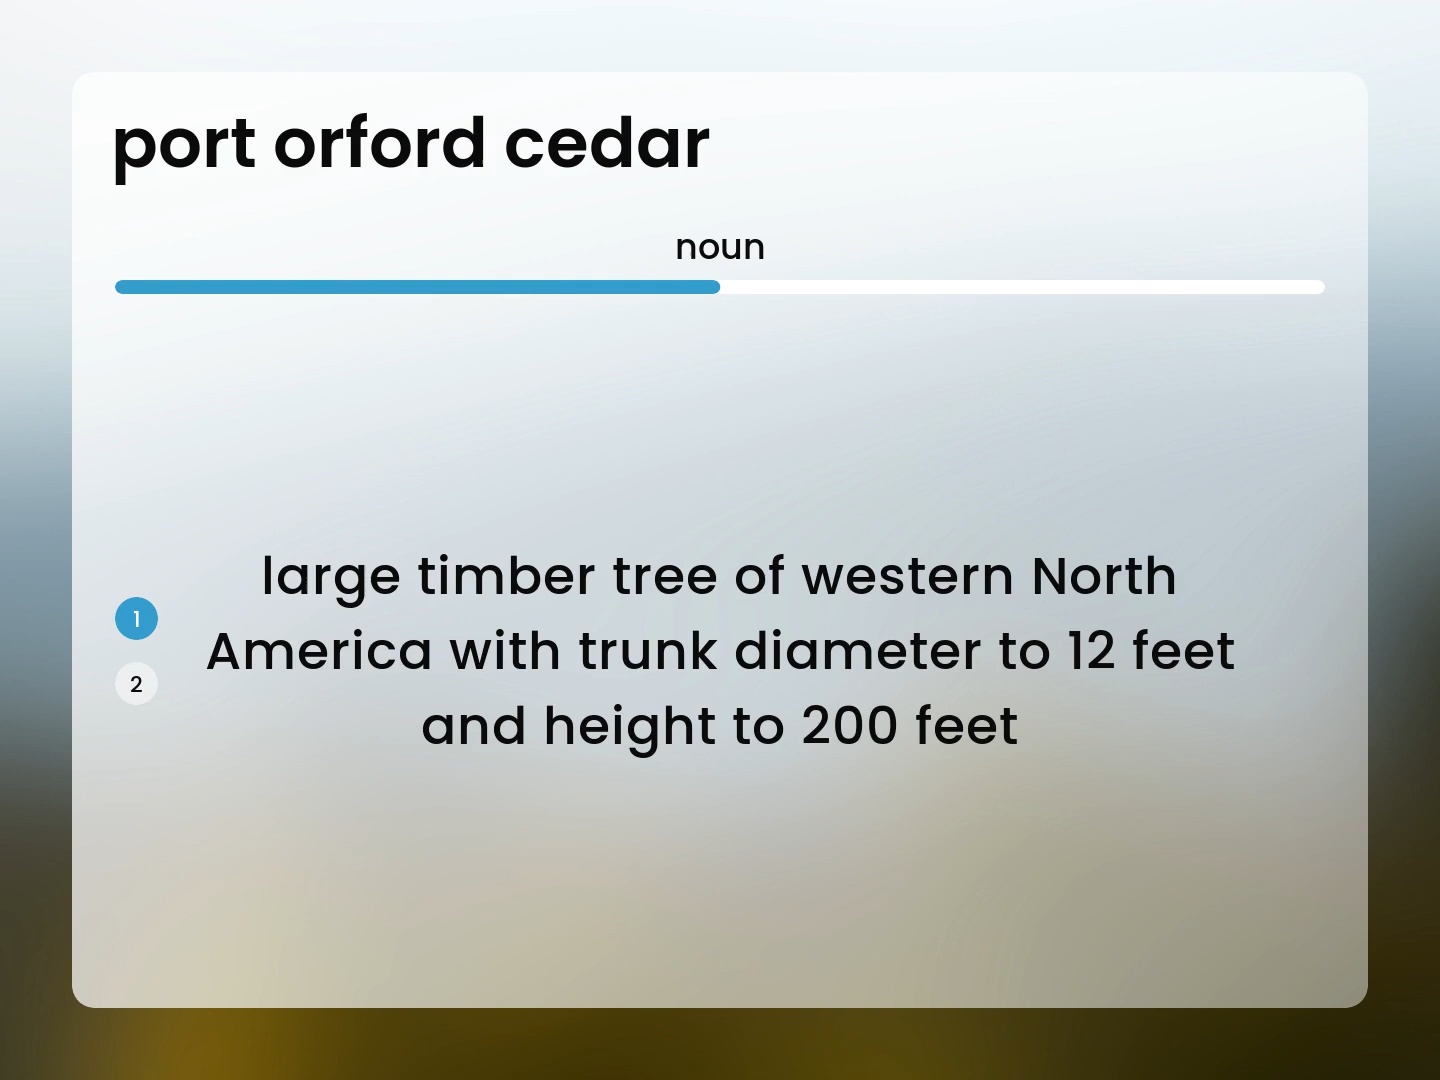 port orford cedar
noun
large timber tree of western North
America with trunk diameter to 12 feet
and height to 200 feet
1
2